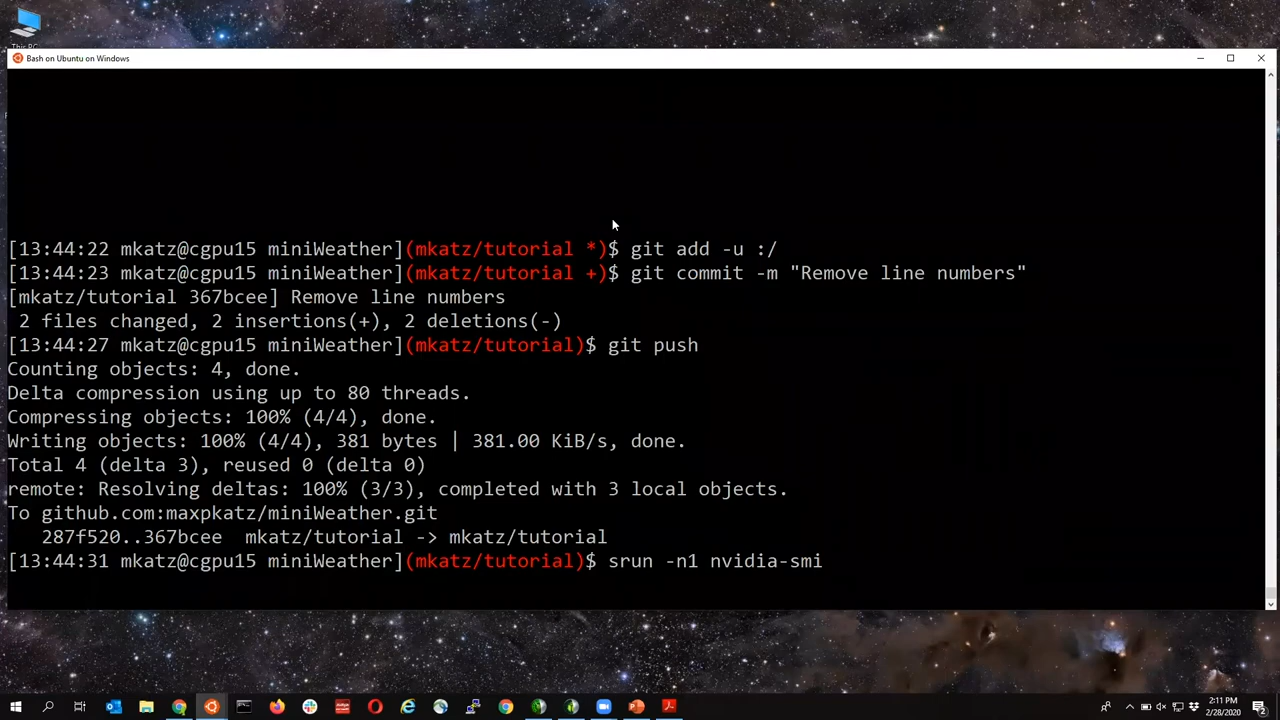 This PC
Bash on Ubuntu on Windows
[13:44:22 mkatz@cgpu15 miniWeather](mkatz/tutorial *)$ git add -u :/
[13:44:23 mkatz@cgpu15 miniWeather](mkatz/tutorial +)$ git commit -m "Remove line numbers"
[mkatz/tutorial 367bcee] Remove line numbers
 2 files changed, 2 insertions(+), 2 deletions(-)
[13:44:27 mkatz@cgpu15 miniWeather](mkatz/tutorial)$ git push
Counting objects: 4, done.
Delta compression using up to 80 threads.
Compressing objects: 100% (4/4), done.
Writing objects: 100% (4/4), 381 bytes | 381.00 KiB/s, done.
Total 4 (delta 3), reused 0 (delta 0)
remote: Resolving deltas: 100% (3/3), completed with 3 local objects.
To github.com:maxpkatz/miniWeather.git
   287f520..367bcee  mkatz/tutorial -> mkatz/tutorial
[13:44:31 mkatz@cgpu15 miniWeather](mkatz/tutorial)$ srun -n1 nvidia-smi
2:11 PM
2/28/2020
2